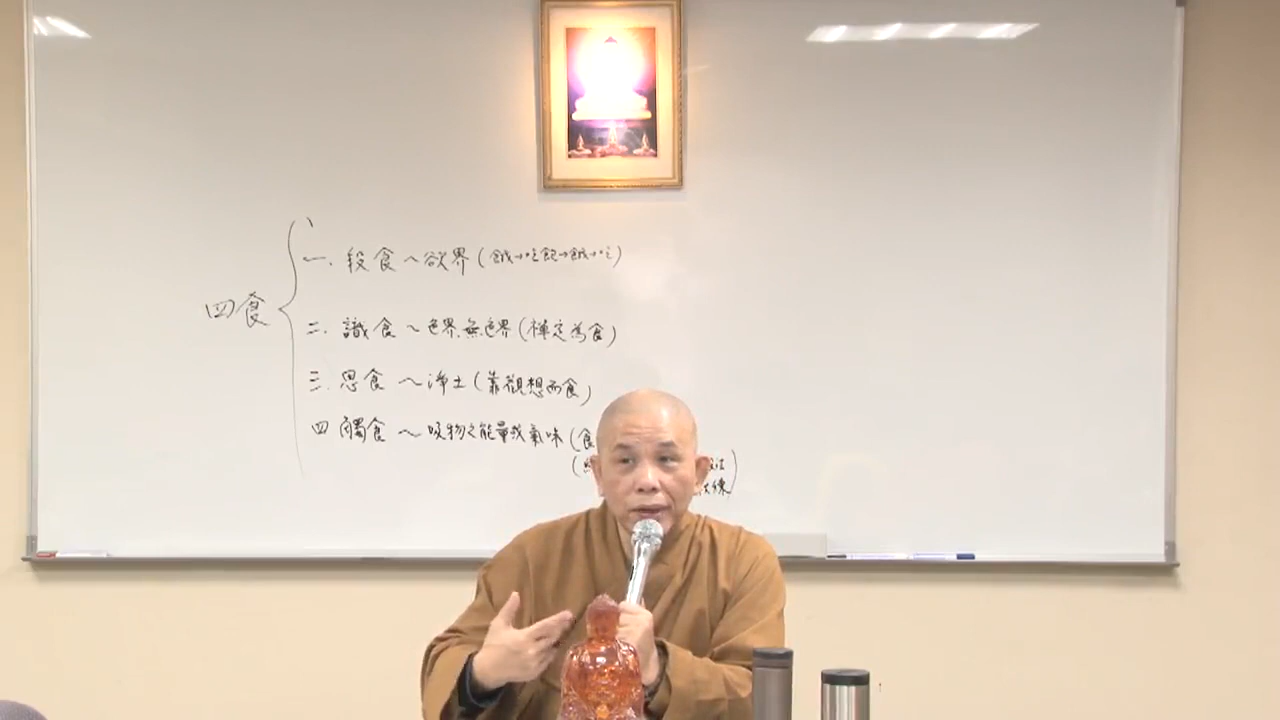 四食
一. 段食~欲界(餓→吃飽→餓→吃)
二. 識食~色界.無色界(禪定為食)
三. 思食~淨土(靠觀想而食)
四 觸食~吸物之能量或氣味(食